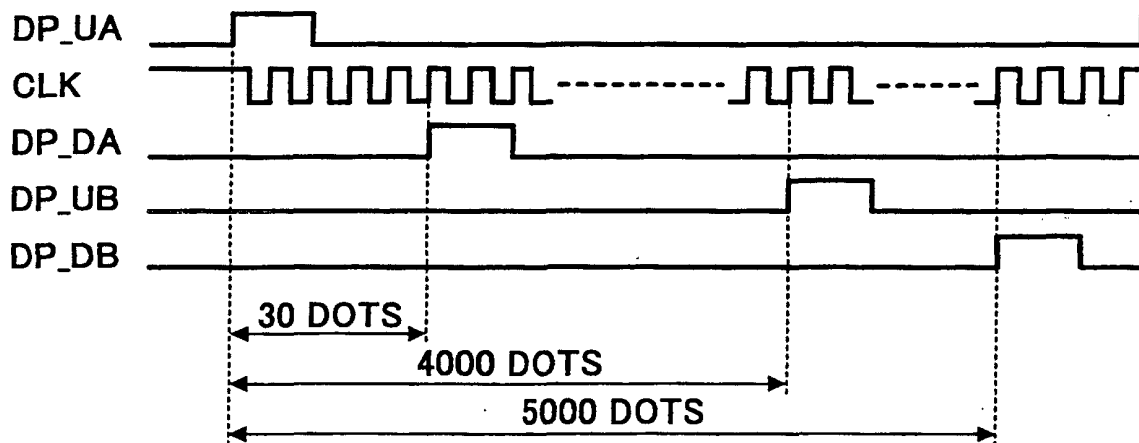 DP_UA
CLK
DP_DA
DP_UB
DP_DB
30 DOTS
4000 DOTS
5000 DOTS